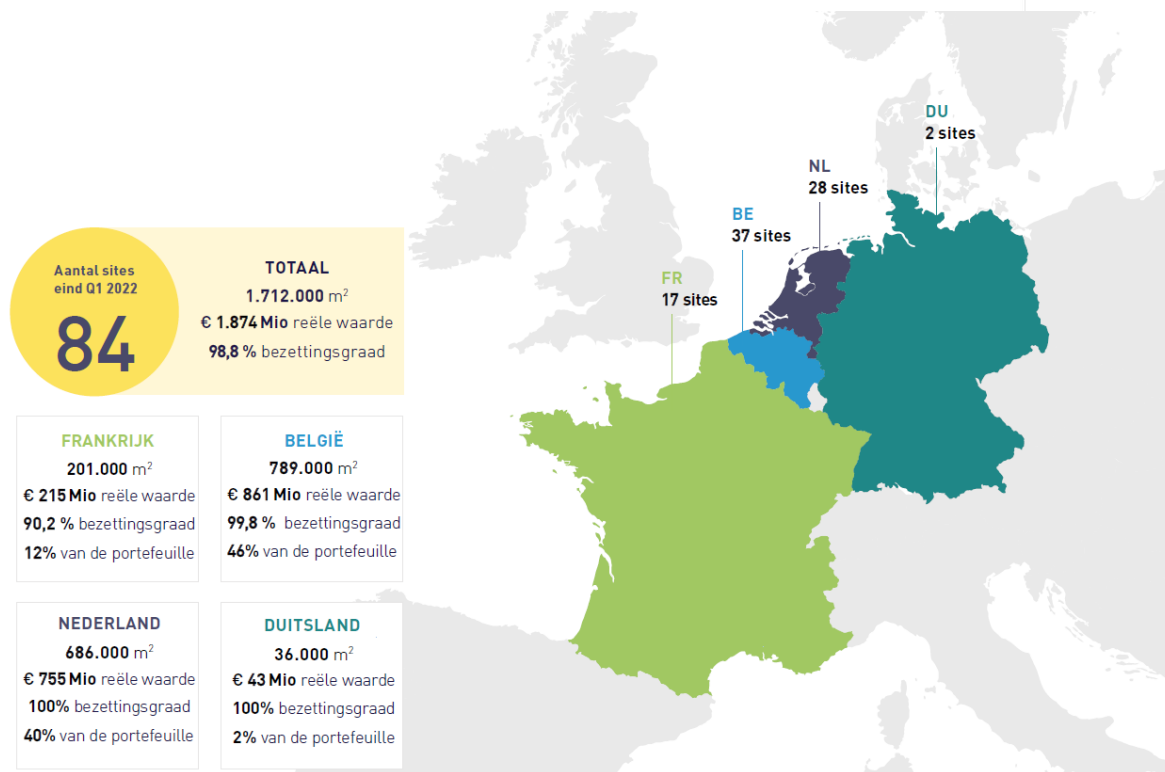 DU
2 sites
NL
28 sites
BE
37 sites
FR
17 sites
Aantal sites
eind Q1 2022
84
TOTAAL
1.712.000 m²
€ 1.874 Mio reële waarde
98,8 % bezettingsgraad
FRANKRIJK
201.000 m²
€ 215 Mio reële waarde
90,2 % bezettingsgraad
12% van de portefeuille
BELGIË
789.000 m²
€ 861 Mio reële waarde
99,8 % bezettingsgraad
46% van de portefeuille
NEDERLAND
686.000 m²
€ 755 Mio reële waarde
100% bezettingsgraad
40% van de portefeuille
DUITSLAND
36.000 m²
€ 43 Mio reële waarde
100% bezettingsgraad
2% van de portefeuille